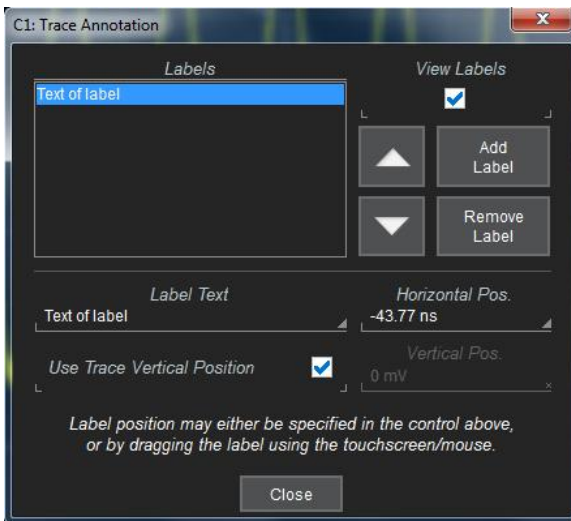 C1: Trace Annotation
Labels
View Labels
Text of label
Add
Label
Remove
Label
Label Text
Horizontal Pos.
Text of label
-43.77 ns
Use Trace Vertical Position
Vertical Pos.
0 mV
Label position may either be specified in the control above,
or by dragging the label using the touchscreen/mouse.
Close